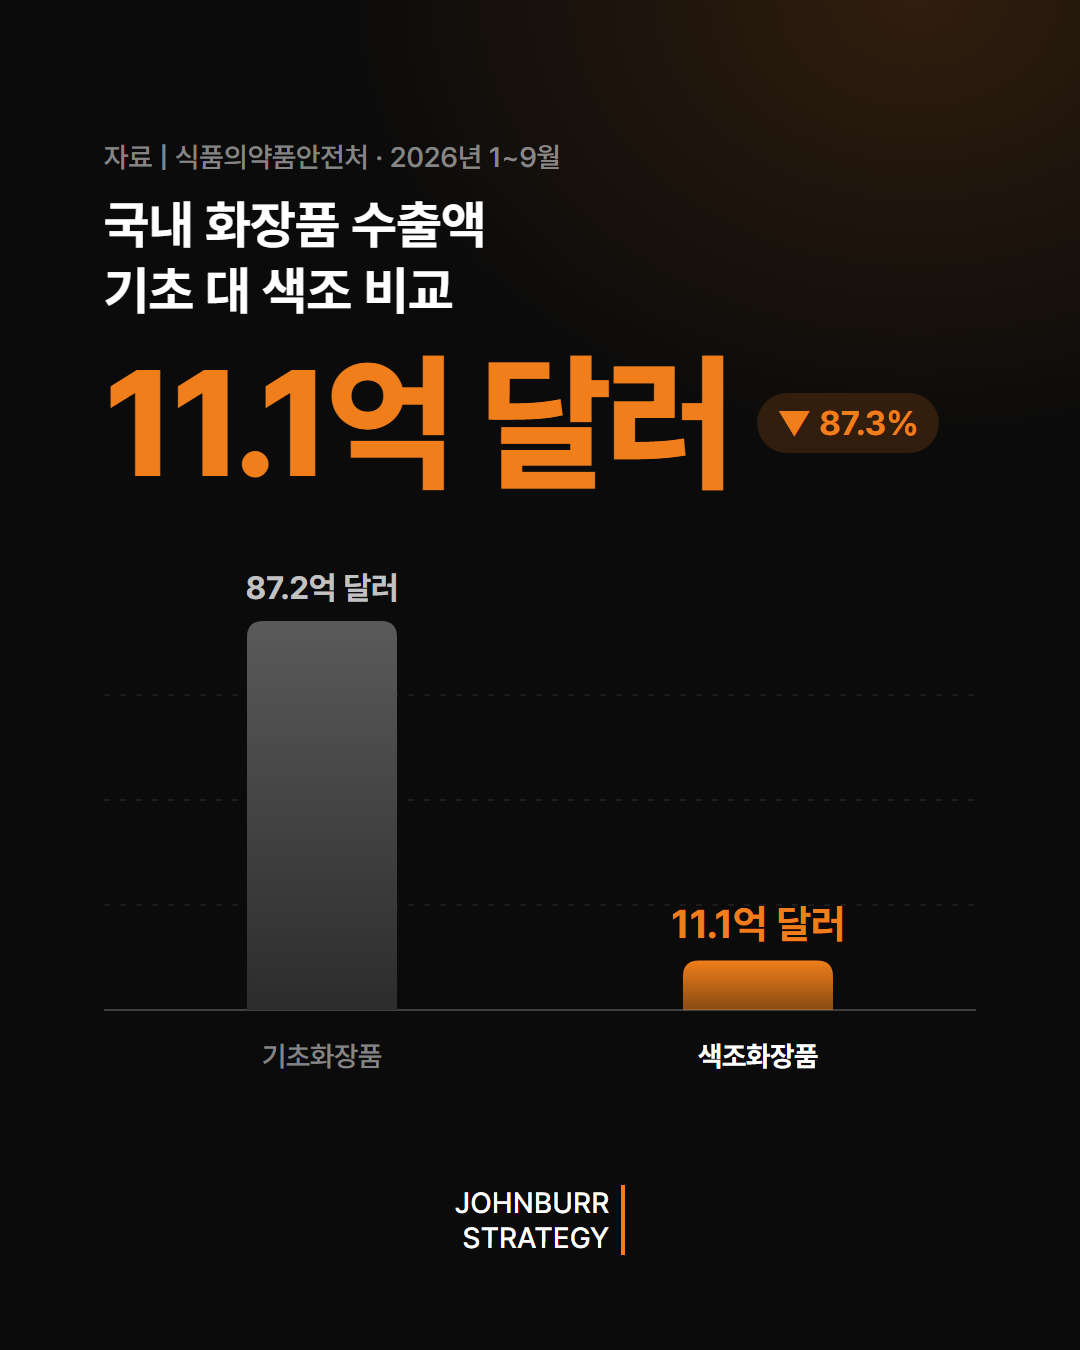 자료 | 식품의약품안전처 · 2026년 1~9월
국내 화장품 수출액
기초 대 색조 비교
11.1억 달러
▼ 87.3%
87.2억 달러
11.1억 달러
기초화장품
색조화장품
JOHNBURR
STRATEGY